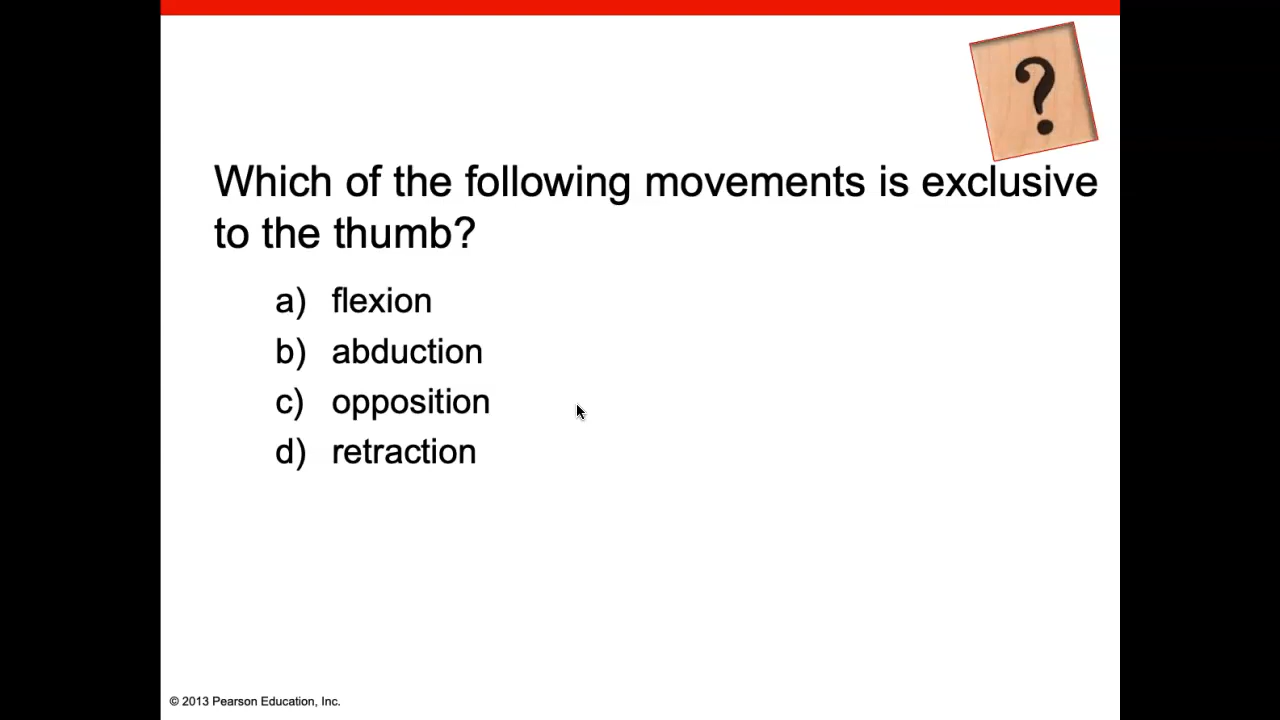 ?
Which of the following movements is exclusive
to the thumb?
a) flexion
b) abduction
c) opposition
d) retraction
© 2013 Pearson Education, Inc.